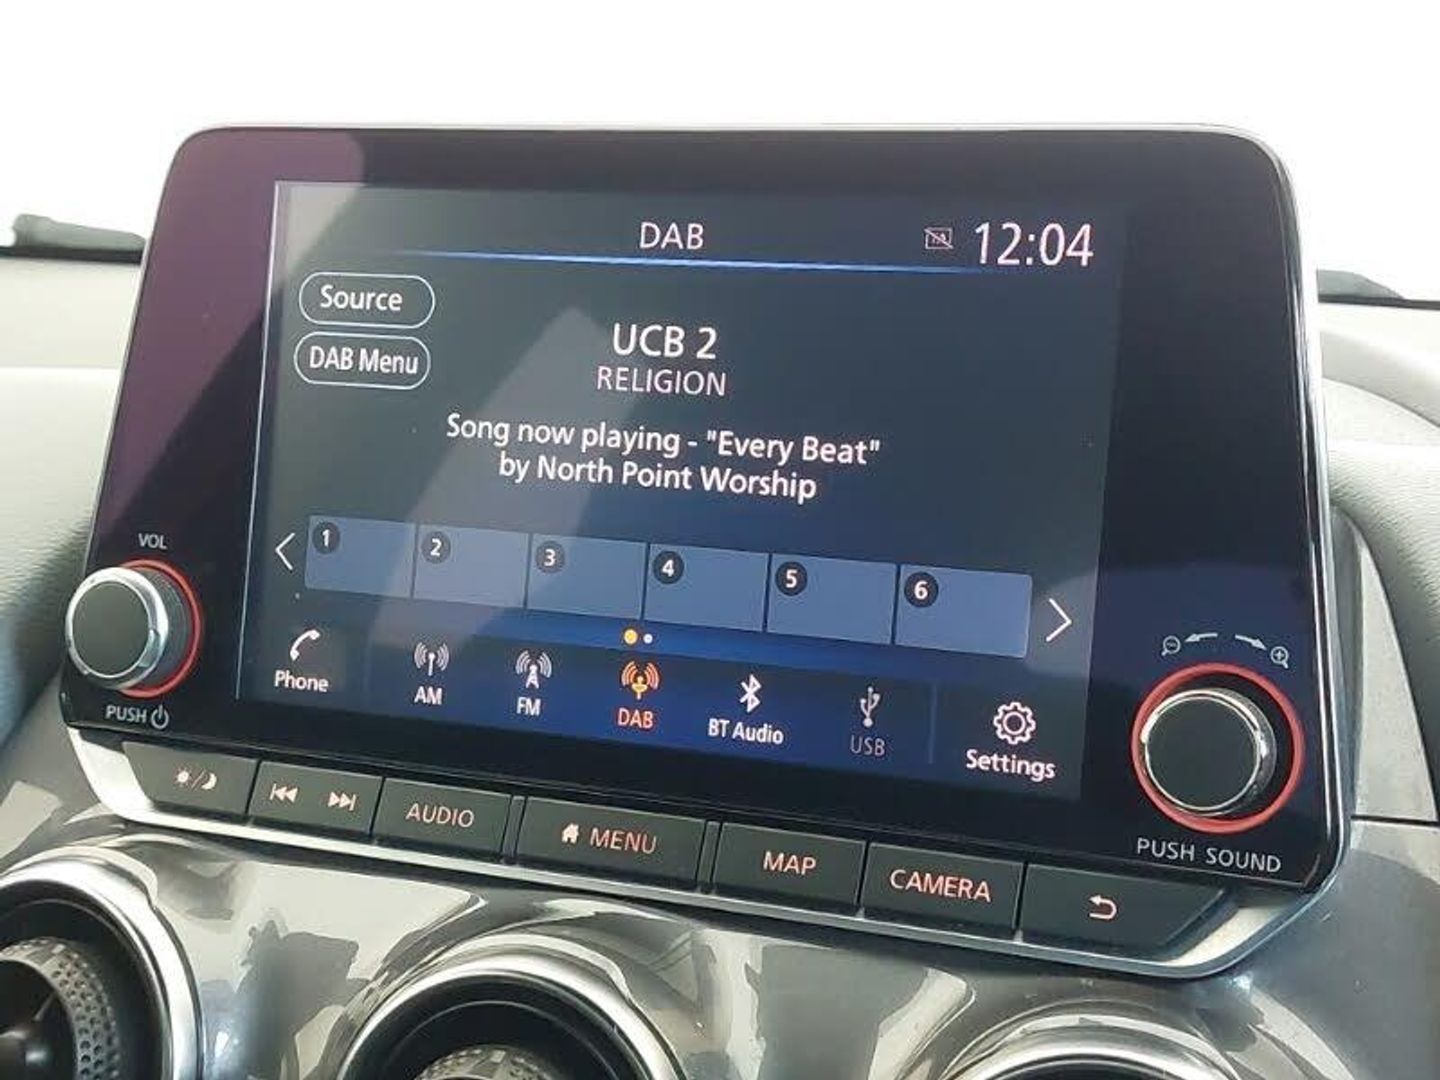 DAB
12:04
Source
DAB Menu
UCB 2
RELIGION
Song now playing - "Every Beat"
by North Point Worship
1 2 3 4 5 6
Phone AM FM DAB BT Audio USB Settings
VOL
PUSH
PUSH SOUND
AUDIO MENU MAP CAMERA